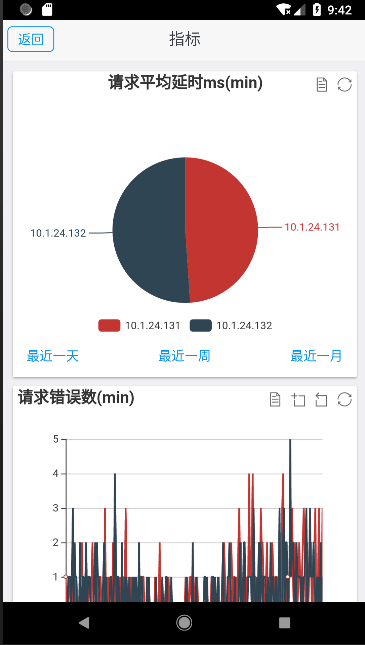 9:42
返回
指标
请求平均延时ms(min)
10.1.24.131
10.1.24.132
10.1.24.131 10.1.24.132
最近一天 最近一周 最近一月
请求错误数(min)
5
4
3
2
1